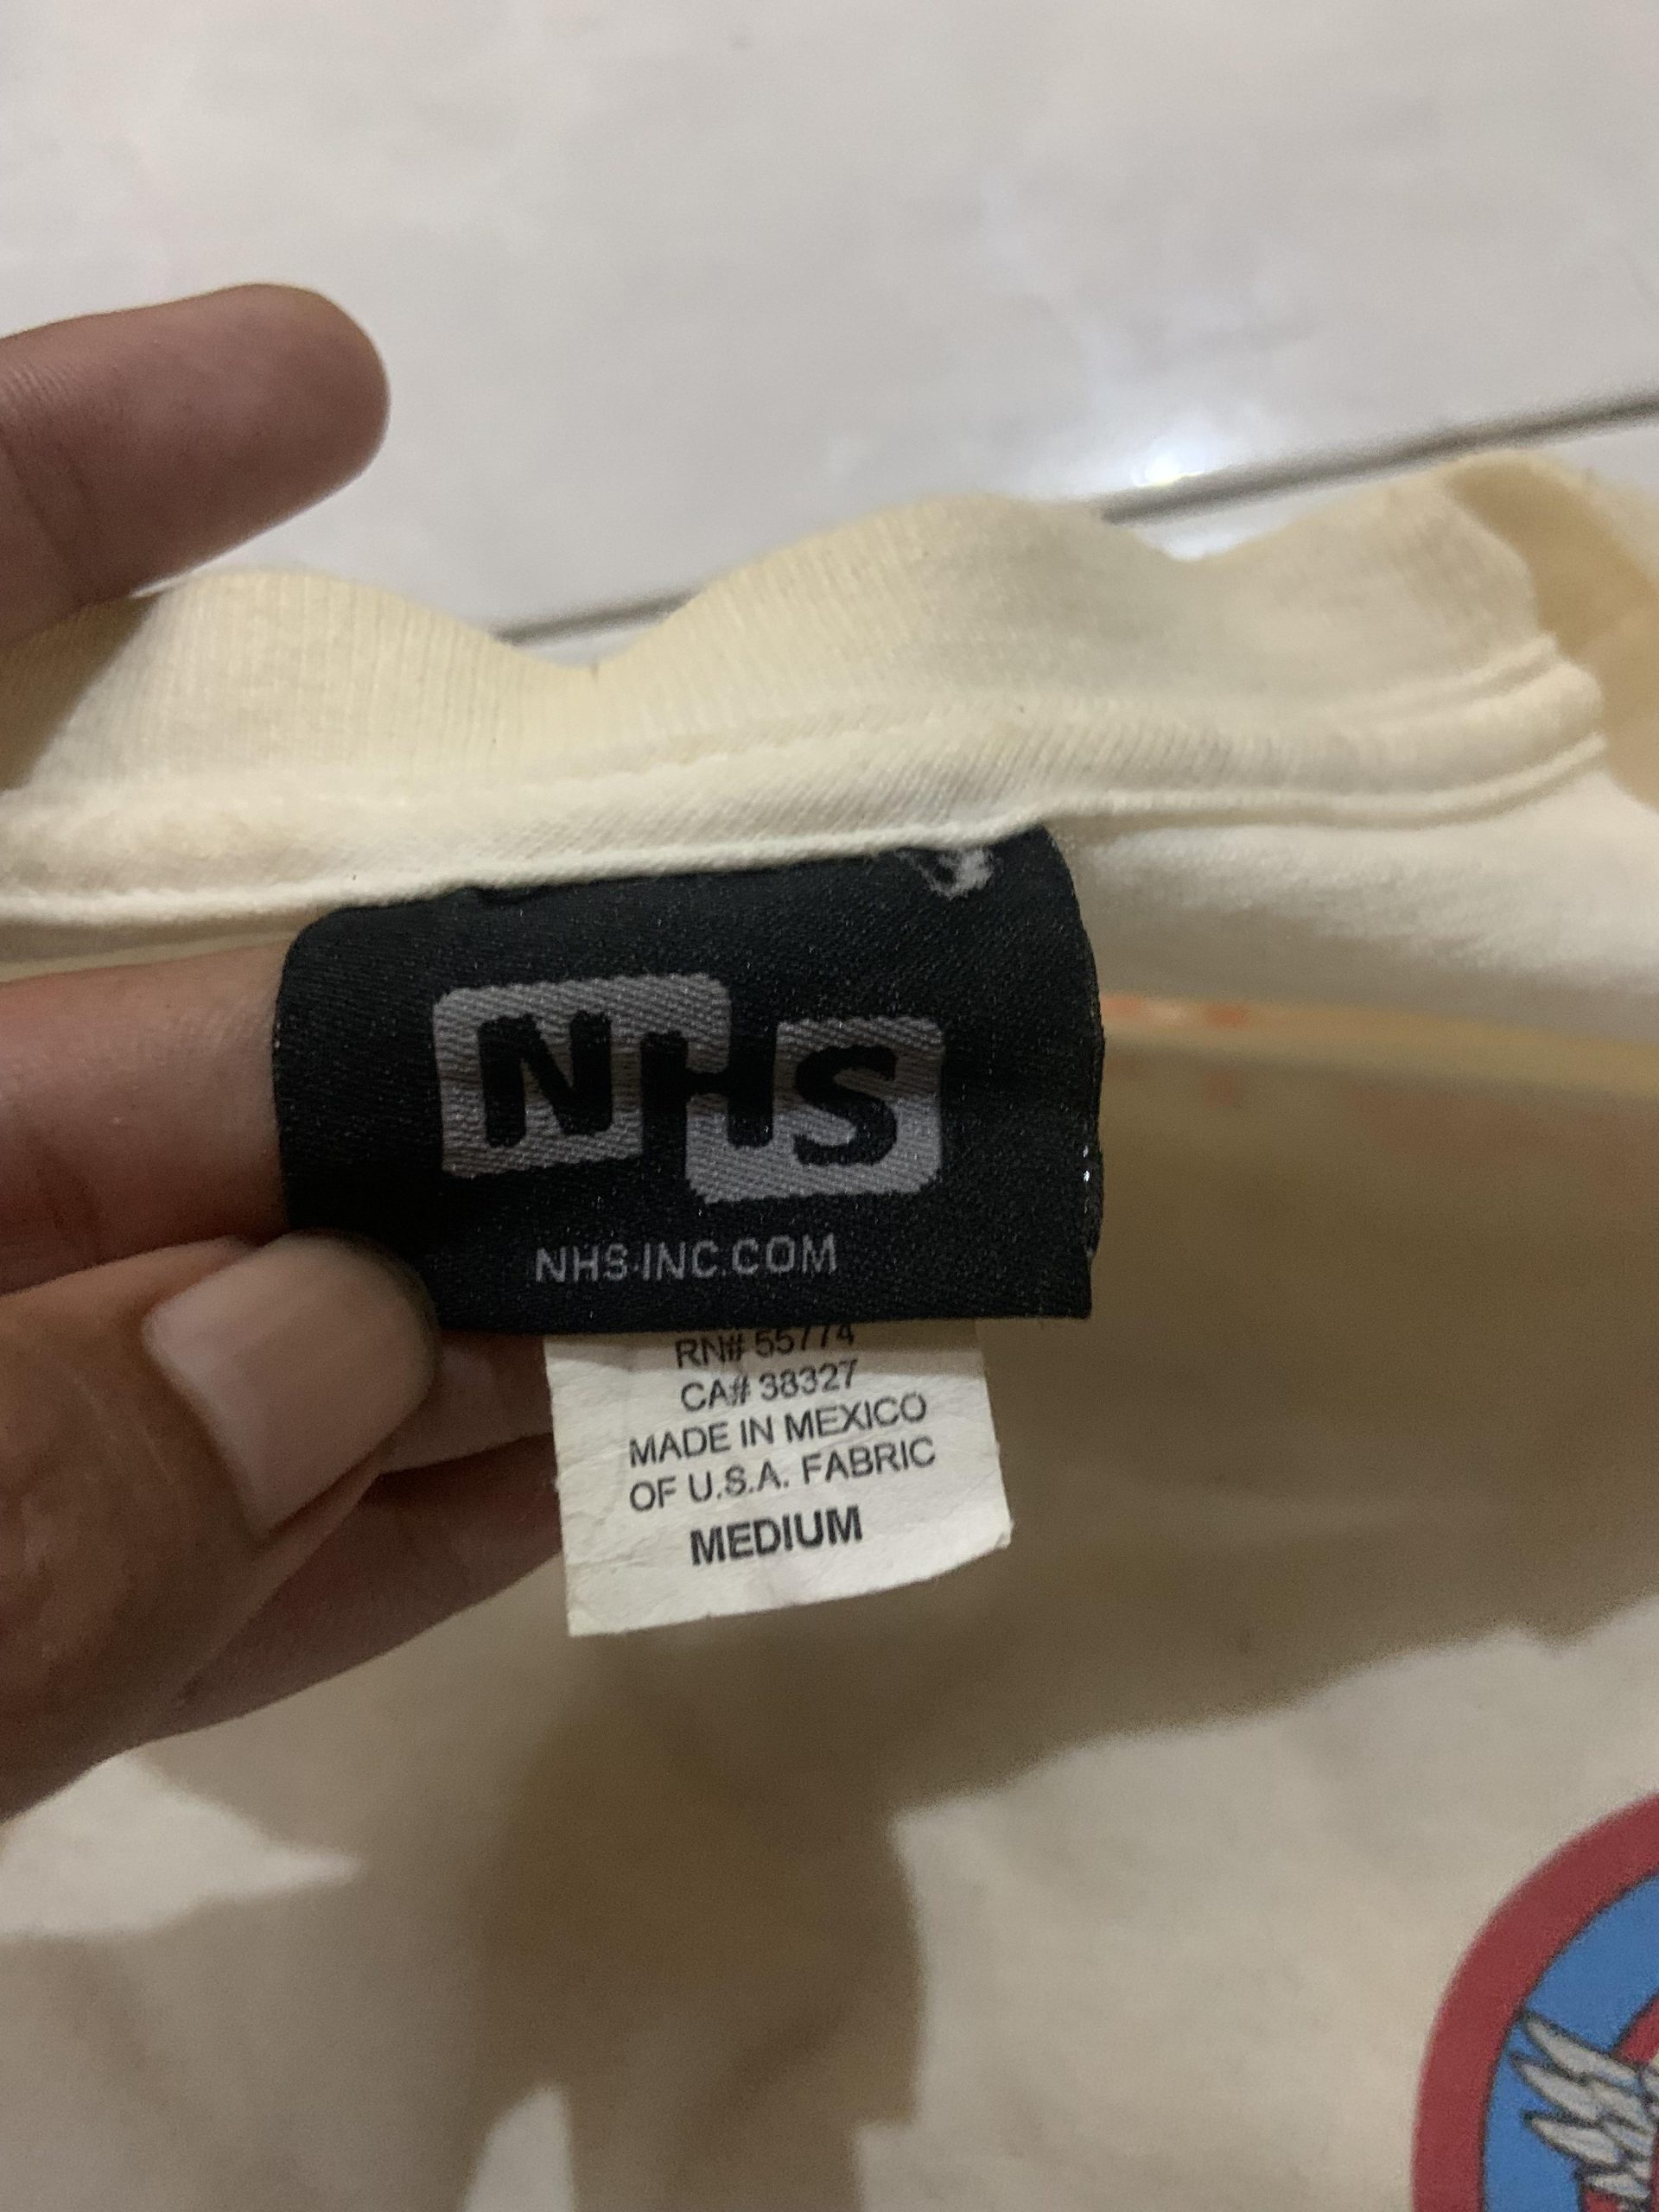 NHS
NHS-INC.COM
RN# 55774
CA# 38327
MADE IN MEXICO
OF U.S.A. FABRIC
MEDIUM